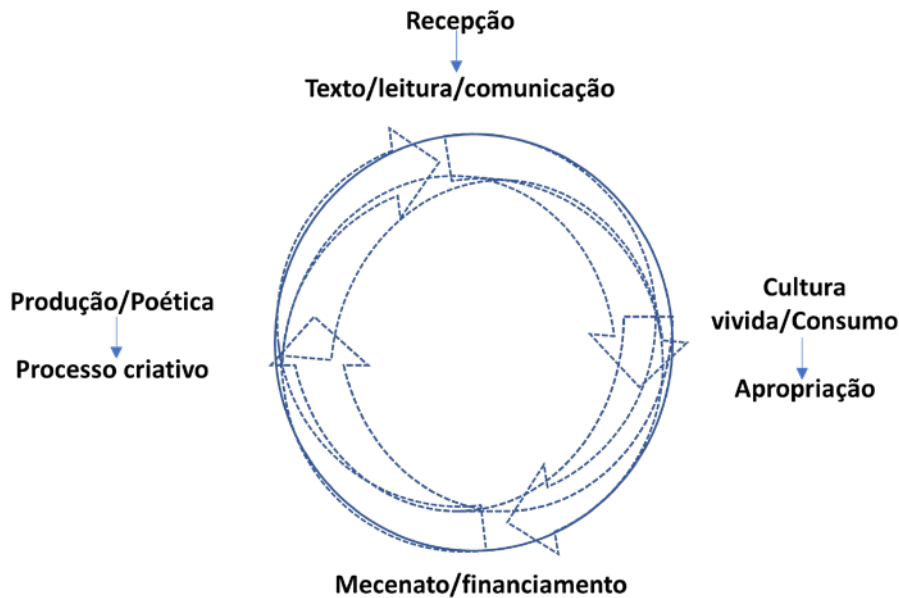 Recepção
Texto/leitura/comunicação
Produção/Poética
Processo criativo
Cultura
vivida/Consumo
Apropriação
Mecenato/financiamento